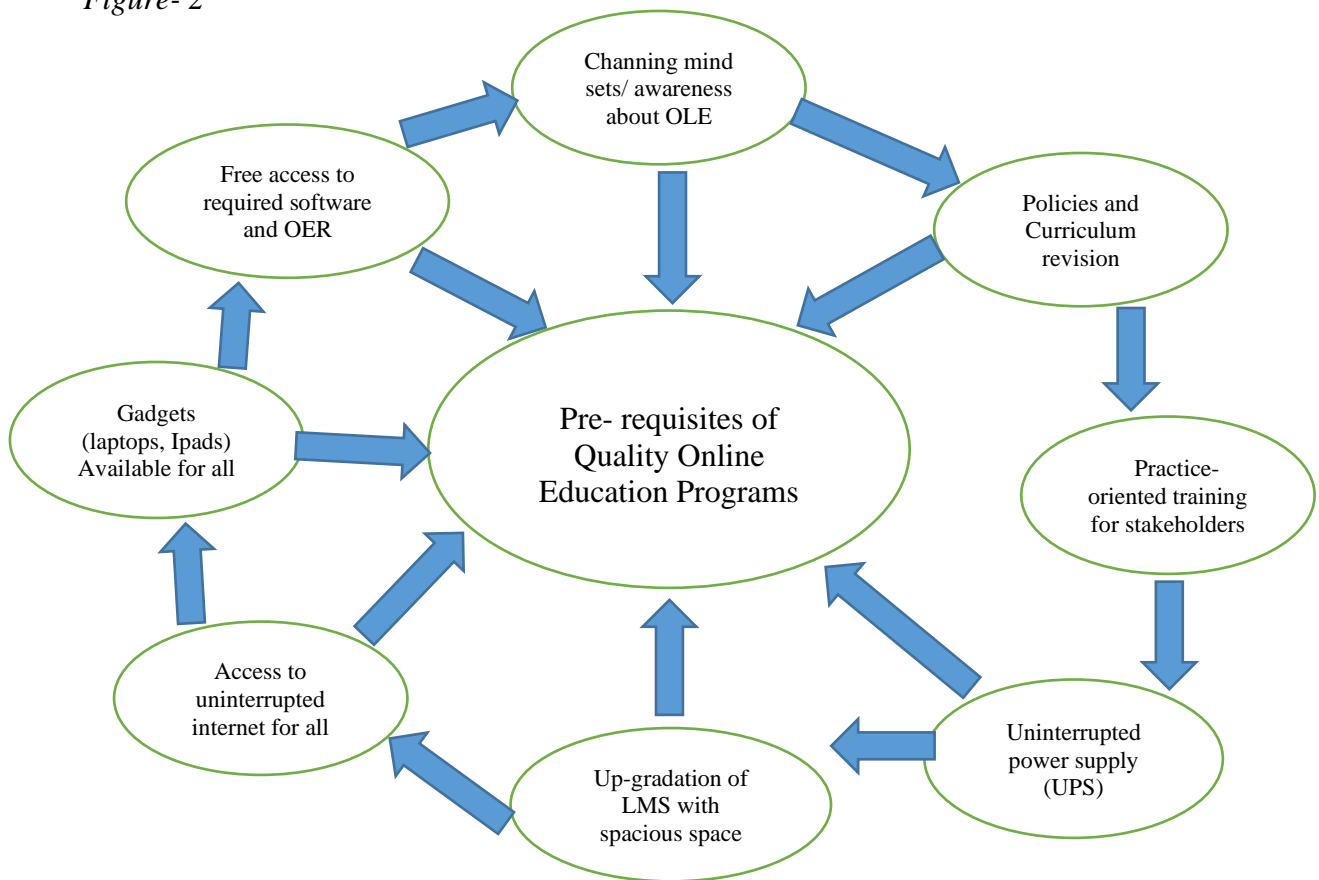 Figure- 2
Channing mind
sets/ awareness
about OLE
Free access to
required software
and OER
Policies and
Curriculum
revision
Gadgets
(laptops, Ipads)
Available for all
Pre- requisites of
Quality Online
Education Programs
Practice-
oriented training
for stakeholders
Access to
uninterrupted
internet for all
Uninterrupted
power supply
(UPS)
Up-gradation of
LMS with
spacious space